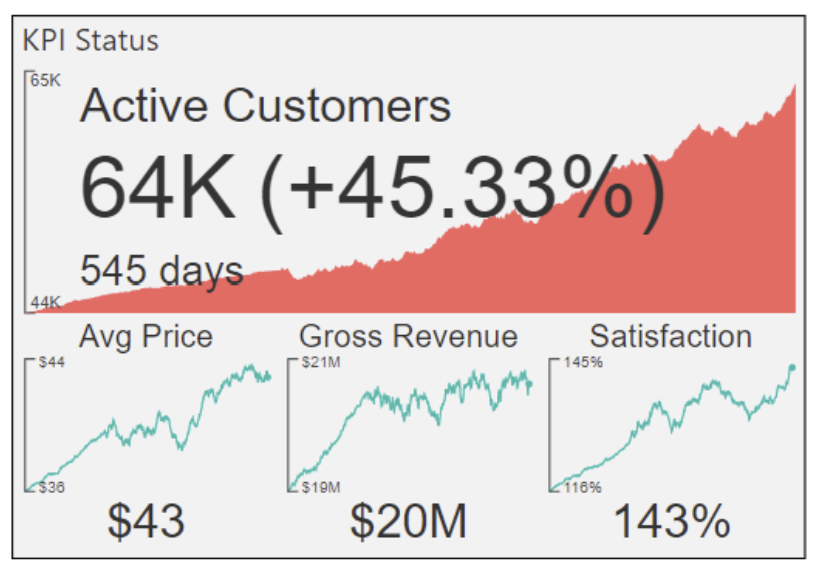 KPI Status
65K
Active Customers
64K (+45.33%)
545 days
44K
Avg Price
Gross Revenue
Satisfaction
$44
$21M
145%
$36
$19M
116%
$43
$20M
143%